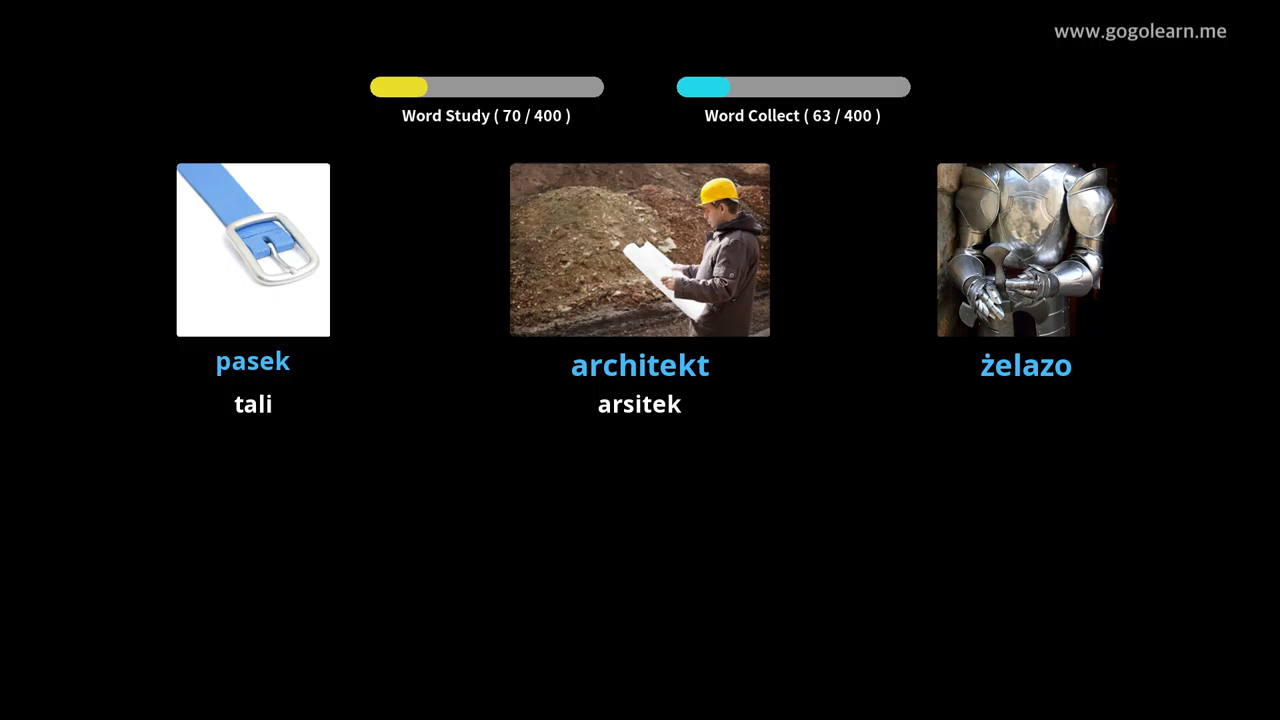 www.gogolearn.me
Word Study ( 70 / 400 )
Word Collect ( 63 / 400 )
pasek
architekt
żelazo
tali
arsitek